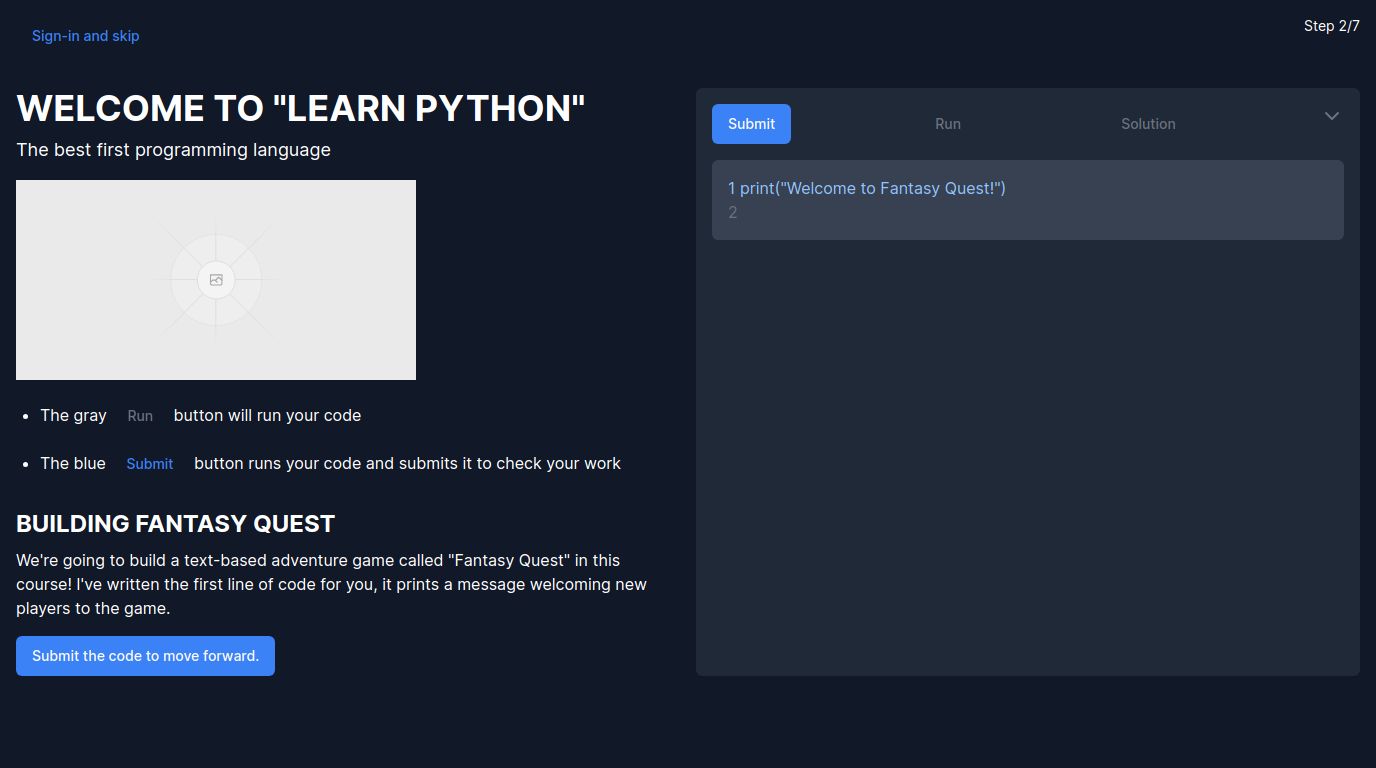 Sign-in and skip
Step 2/7
WELCOME TO "LEARN PYTHON"
The best first programming language
The gray Run button will run your code
The blue Submit button runs your code and submits it to check your work
BUILDING FANTASY QUEST
We're going to build a text-based adventure game called "Fantasy Quest" in this
course! I've written the first line of code for you, it prints a message welcoming new
players to the game.
Submit the code to move forward.
Submit Run Solution
1 print("Welcome to Fantasy Quest!")
2